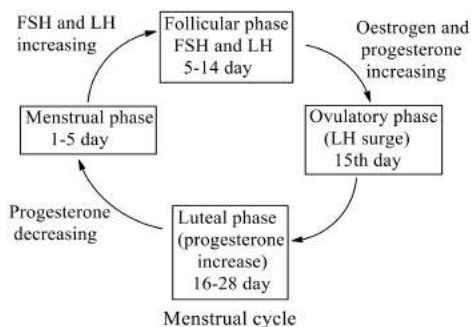 FSH and LH
increasing
Follicular phase
FSH and LH
5-14 day
Oestrogen and
progesterone
increasing
Menstrual phase
1-5 day
Ovulatory phase
(LH surge)
15th day
Progesterone
decreasing
Luteal phase
(progesterone
increase)
16-28 day
Menstrual cycle